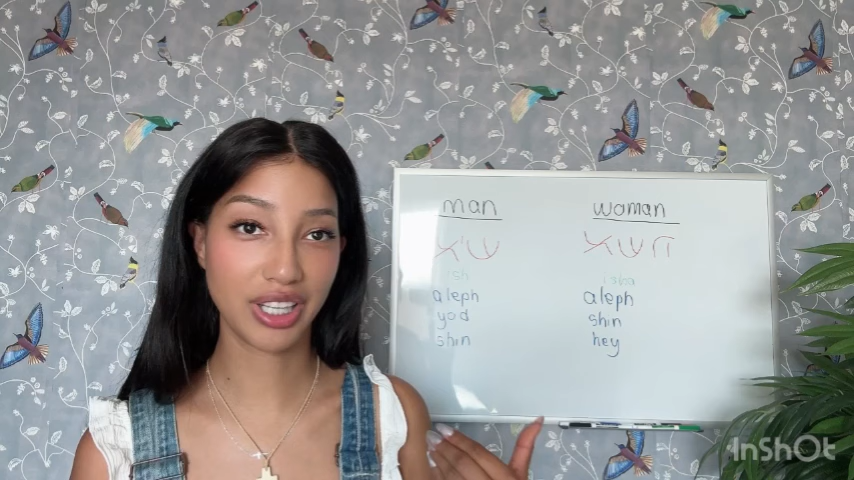 man
איש
ish
aleph
yod
shin
woman
אשה
isha
aleph
shin
hey
InShOt